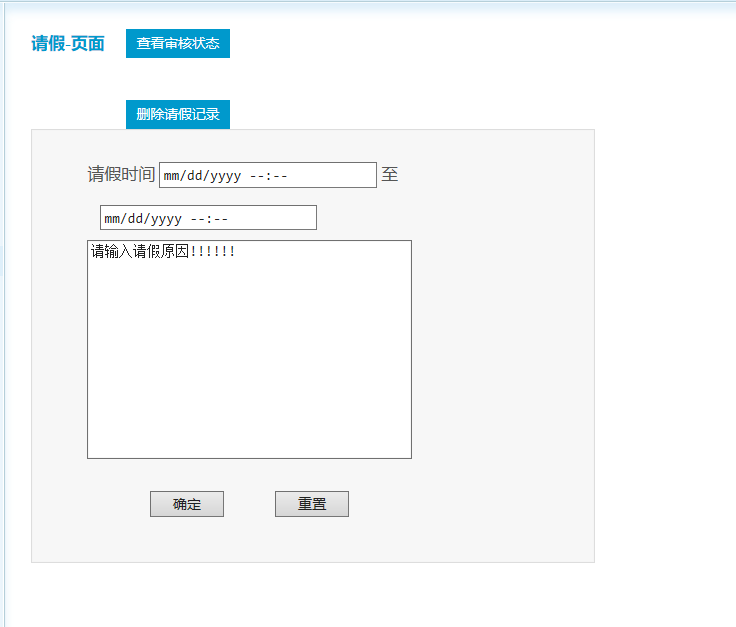 请假-页面 查看审核状态
删除请假记录
请假时间 mm/dd/yyyy --:-- 至
mm/dd/yyyy --:--
请输入请假原因!!!!!!
确定 重置